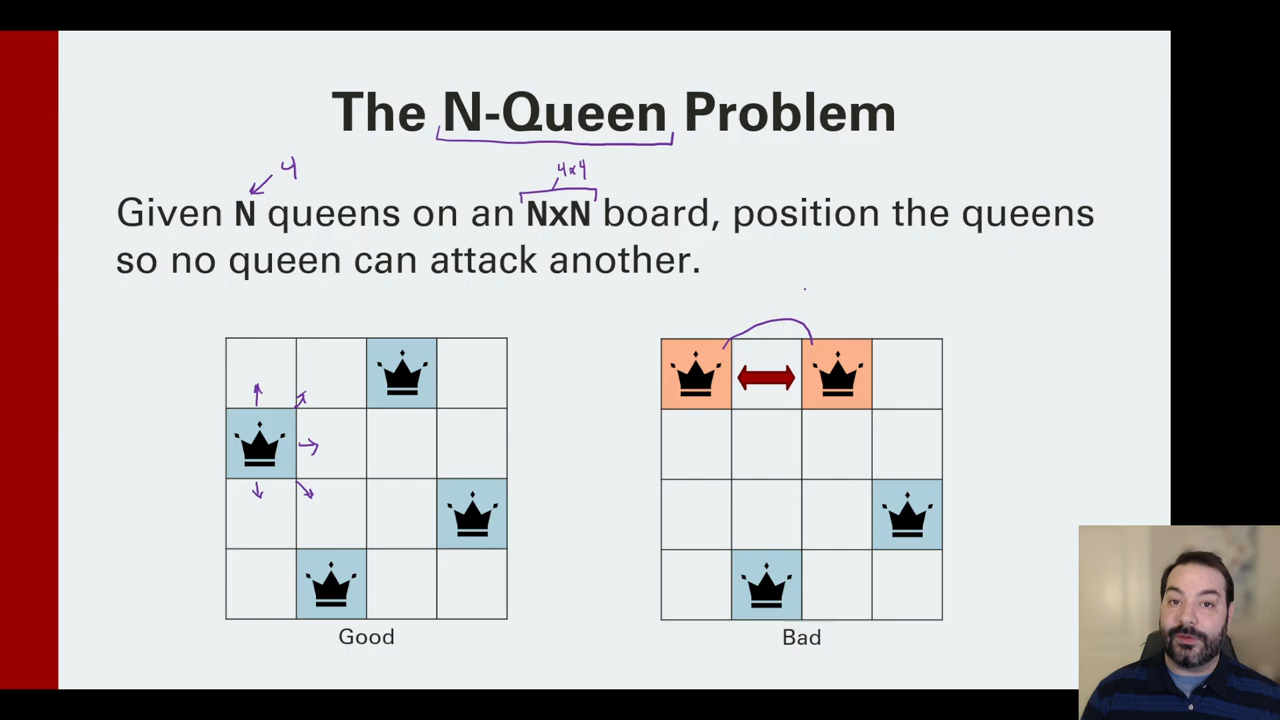 The N-Queen Problem
4
4x4
Given N queens on an NxN board, position the queens
so no queen can attack another.
Good
Bad